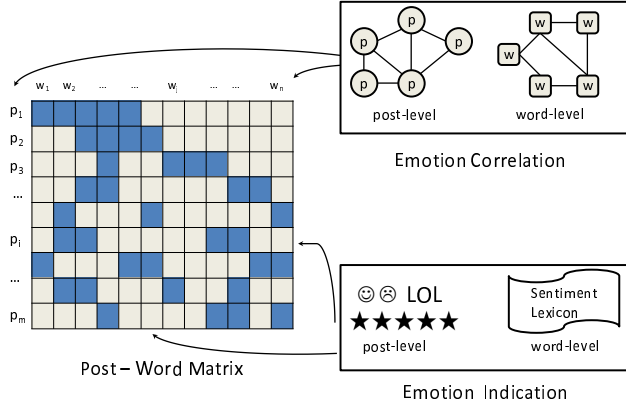 p
p
p
p
p
w
w
w
w
w
post-level
word-level
Emotion Correlation
w1 w2 ... ... wj ... ... wn
p1
p2
p3
...
pi
...
pm
Post – Word Matrix
LOL
post-level
Sentiment
Lexicon
word-level
Emotion Indication